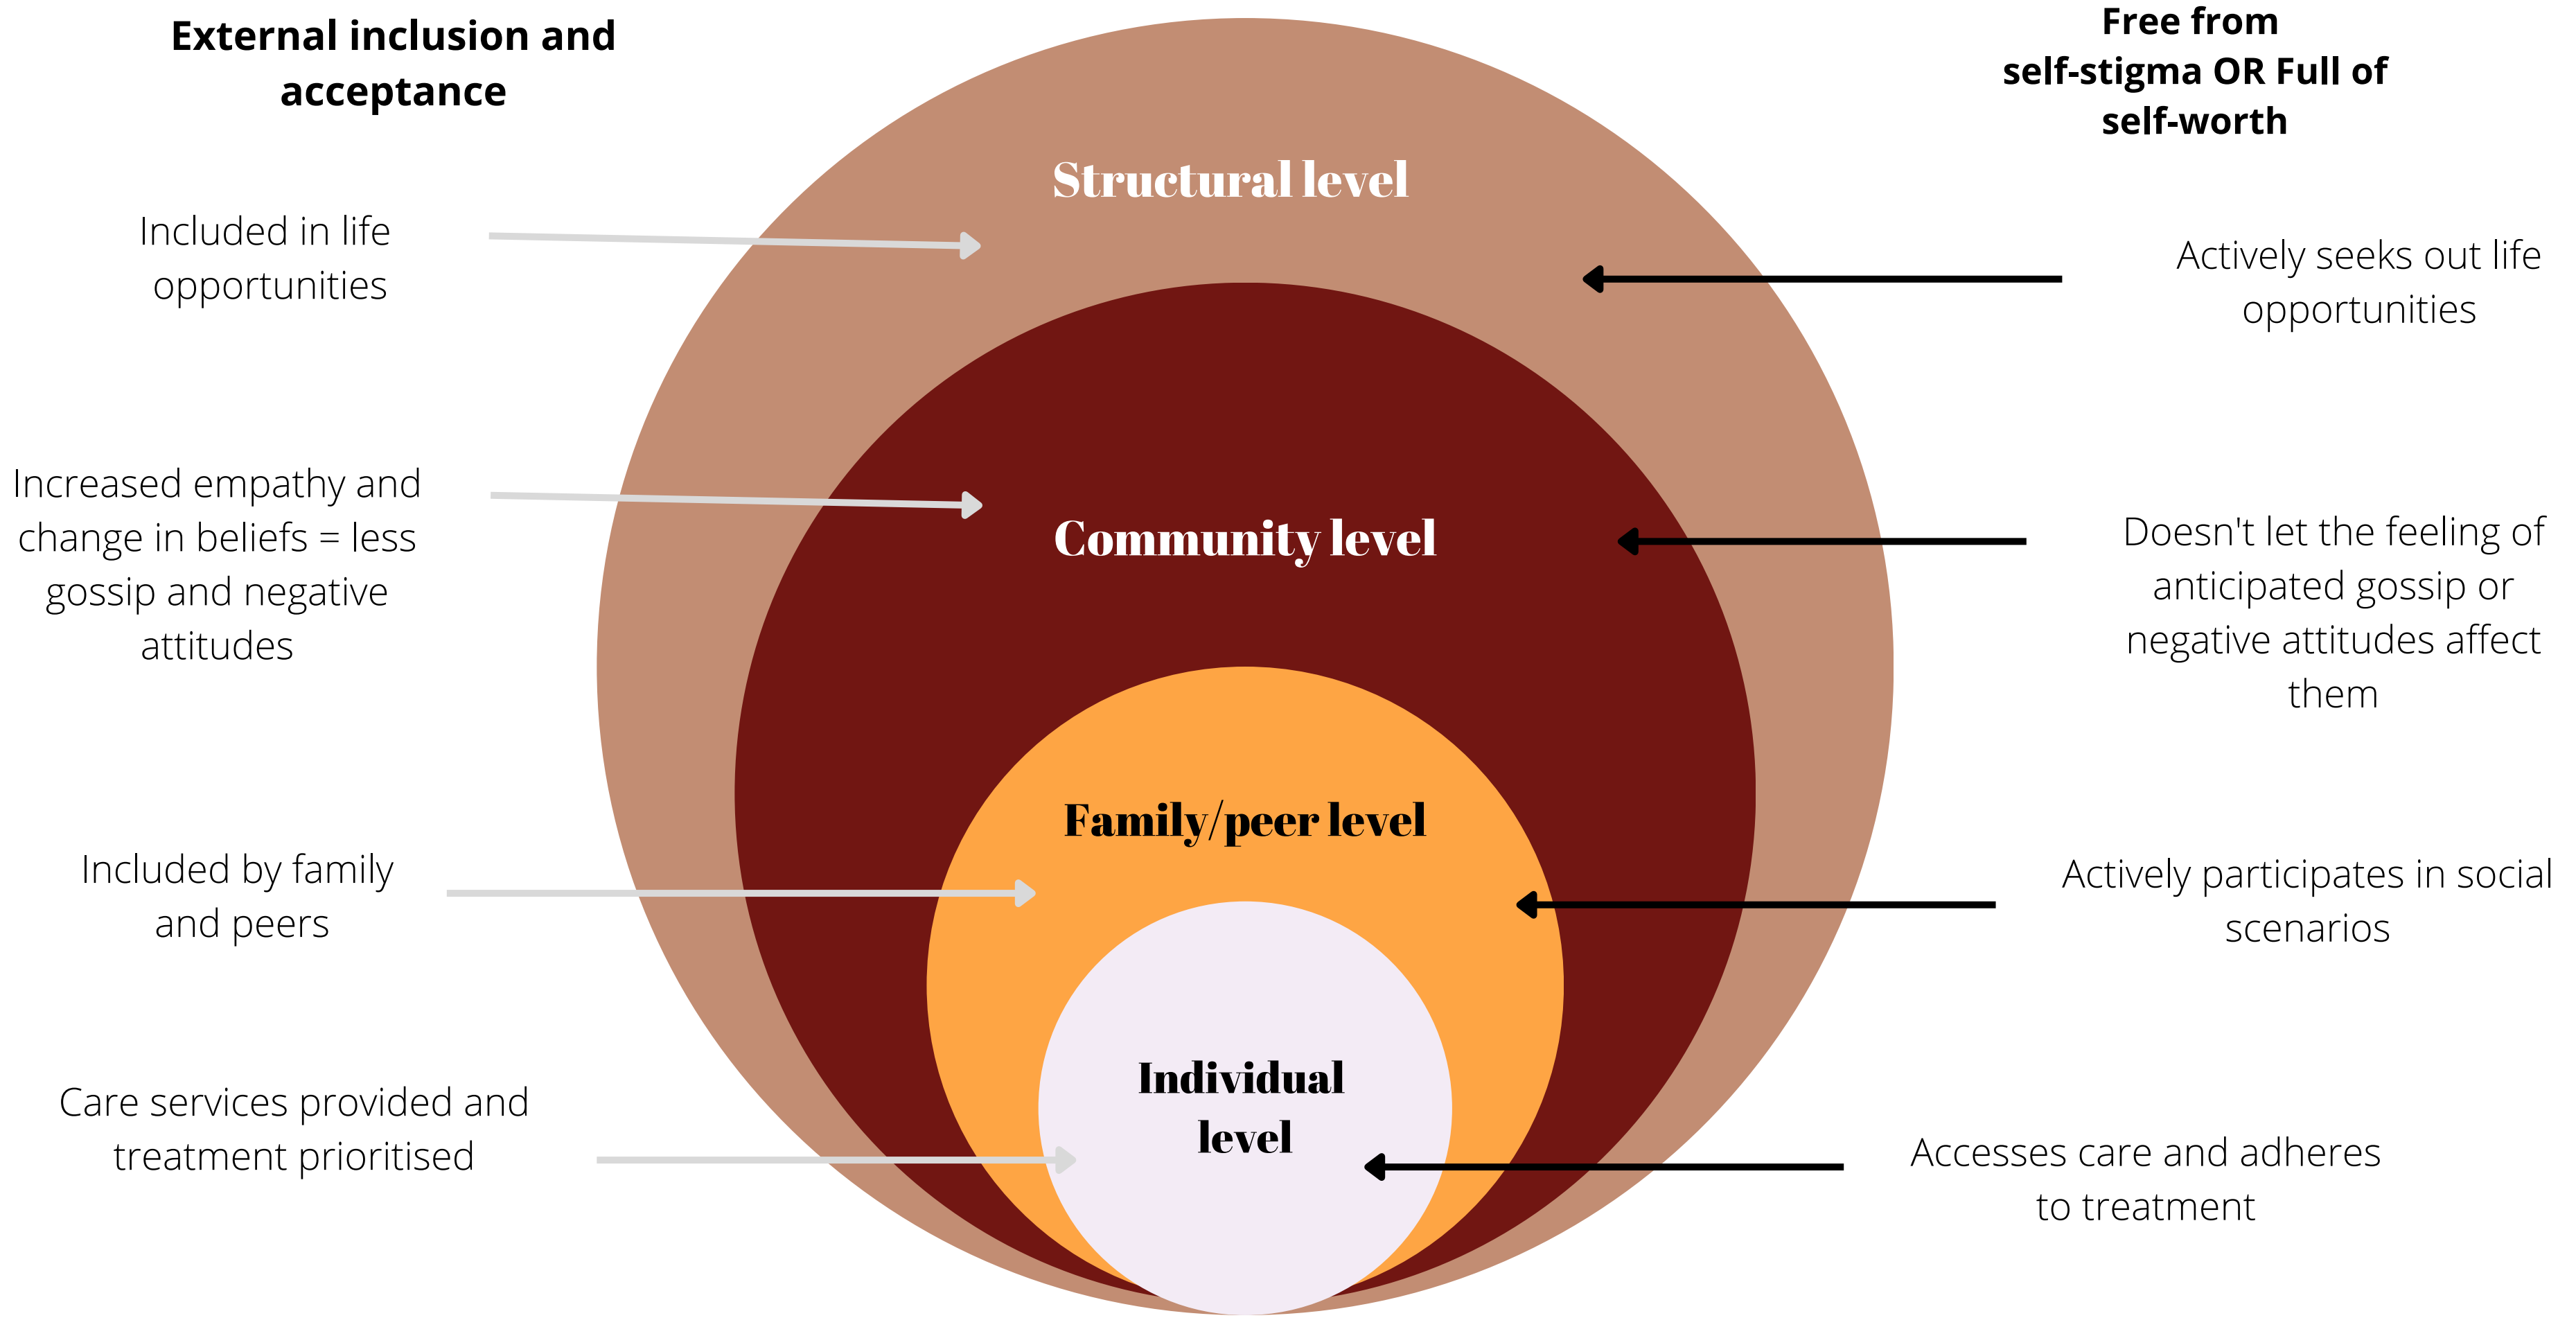 External inclusion and
acceptance
Included in life
opportunities
Increased empathy and
change in beliefs = less
gossip and negative
attitudes
Included by family
and peers
Care services provided and
treatment prioritised
Structural level
Community level
Family/peer level
Individual
level
Free from
self-stigma OR Full of
self-worth
Actively seeks out life
opportunities
Doesn't let the feeling of
anticipated gossip or
negative attitudes affect
them
Actively participates in social
scenarios
Accesses care and adheres
to treatment